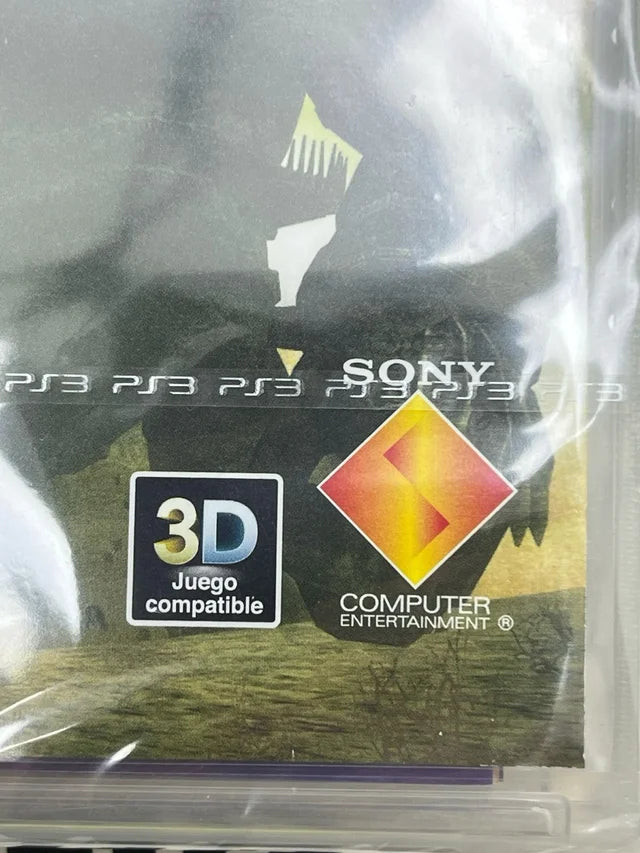 SONY
PS3 PS3 PS3 PS3 PS3 PS3
3D
Juego
compatible
COMPUTER
ENTERTAINMENT ®